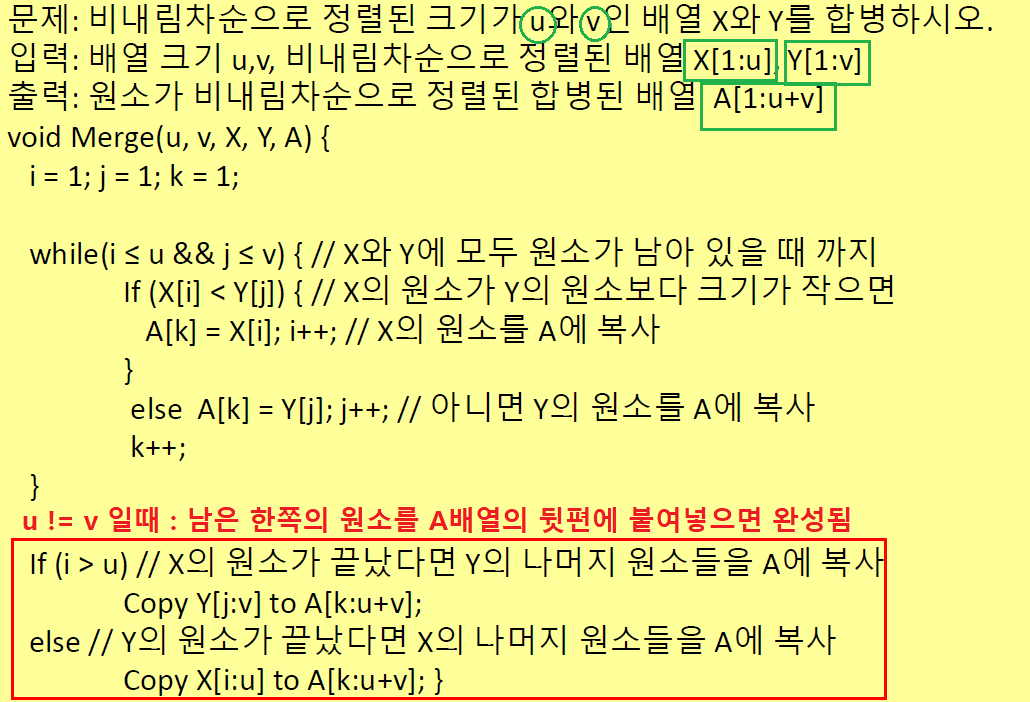 문제: 비내림차순으로 정렬된 크기가 u와 v인 배열 X와 Y를 합병하시오.
입력: 배열 크기 u,v, 비내림차순으로 정렬된 배열 X[1:u], Y[1:v]
출력: 원소가 비내림차순으로 정렬된 합병된 배열 A[1:u+v]
void Merge(u, v, X, Y, A) {
i = 1; j = 1; k = 1;
while(i ≤ u && j ≤ v) { // X와 Y에 모두 원소가 남아 있을 때 까지
If (X[i] < Y[j]) { // X의 원소가 Y의 원소보다 크기가 작으면
A[k] = X[i]; i++; // X의 원소를 A에 복사
}
else A[k] = Y[j]; j++; // 아니면 Y의 원소를 A에 복사
k++;
}
u != v 일때 : 남은 한쪽의 원소를 A배열의 뒷편에 붙여넣으면 완성됨
If (i > u) // X의 원소가 끝났다면 Y의 나머지 원소들을 A에 복사
Copy Y[j:v] to A[k:u+v];
else // Y의 원소가 끝났다면 X의 나머지 원소들을 A에 복사
Copy X[i:u] to A[k:u+v]; }